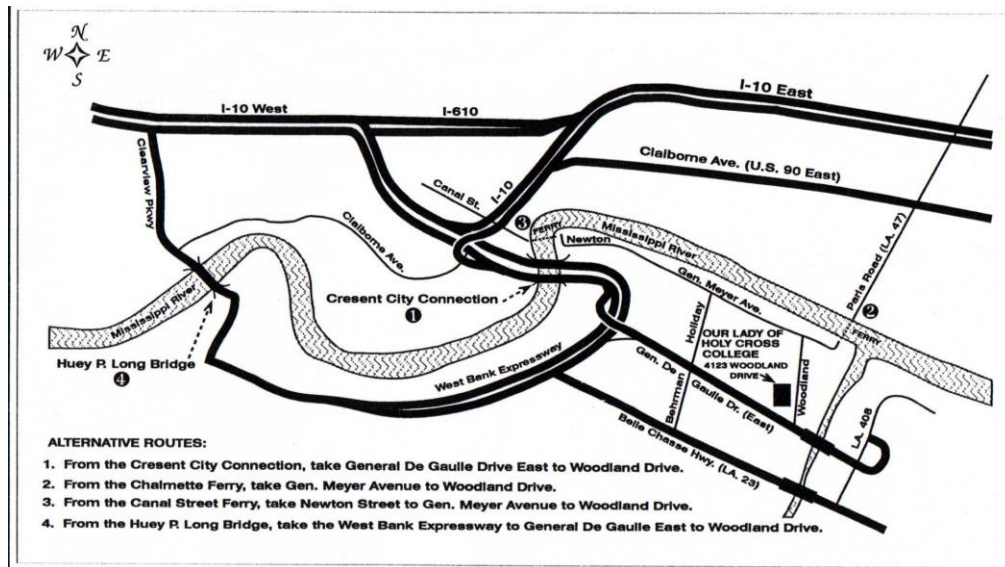 N
W E
S
I-10 East
I-10 West
I-610
Claiborne Ave. (U.S. 90 East)
Clearview Pkwy
Canal St.
I-10
3
FERRY
Mississippi River
Newton
Claiborne Ave.
Paris Road (LA. 47)
Gen. Meyer Ave.
Cresent City Connection
1
2
FERRY
Mississippi River
Holiday
OUR LADY OF
HOLY CROSS
COLLEGE
4123 WOODLAND
DRIVE
Woodland
Huey P. Long Bridge
4
West Bank Expressway
Gen. De
Gaulle Dr. (East)
Behrman
LA. 408
Belle Chasse Hwy. (LA. 23)
ALTERNATIVE ROUTES:
1. From the Cresent City Connection, take General De Gaulle Drive East to Woodland Drive.
2. From the Chalmette Ferry, take Gen. Meyer Avenue to Woodland Drive.
3. From the Canal Street Ferry, take Newton Street to Gen. Meyer Avenue to Woodland Drive.
4. From the Huey P. Long Bridge, take the West Bank Expressway to General De Gaulle East to Woodland Drive.